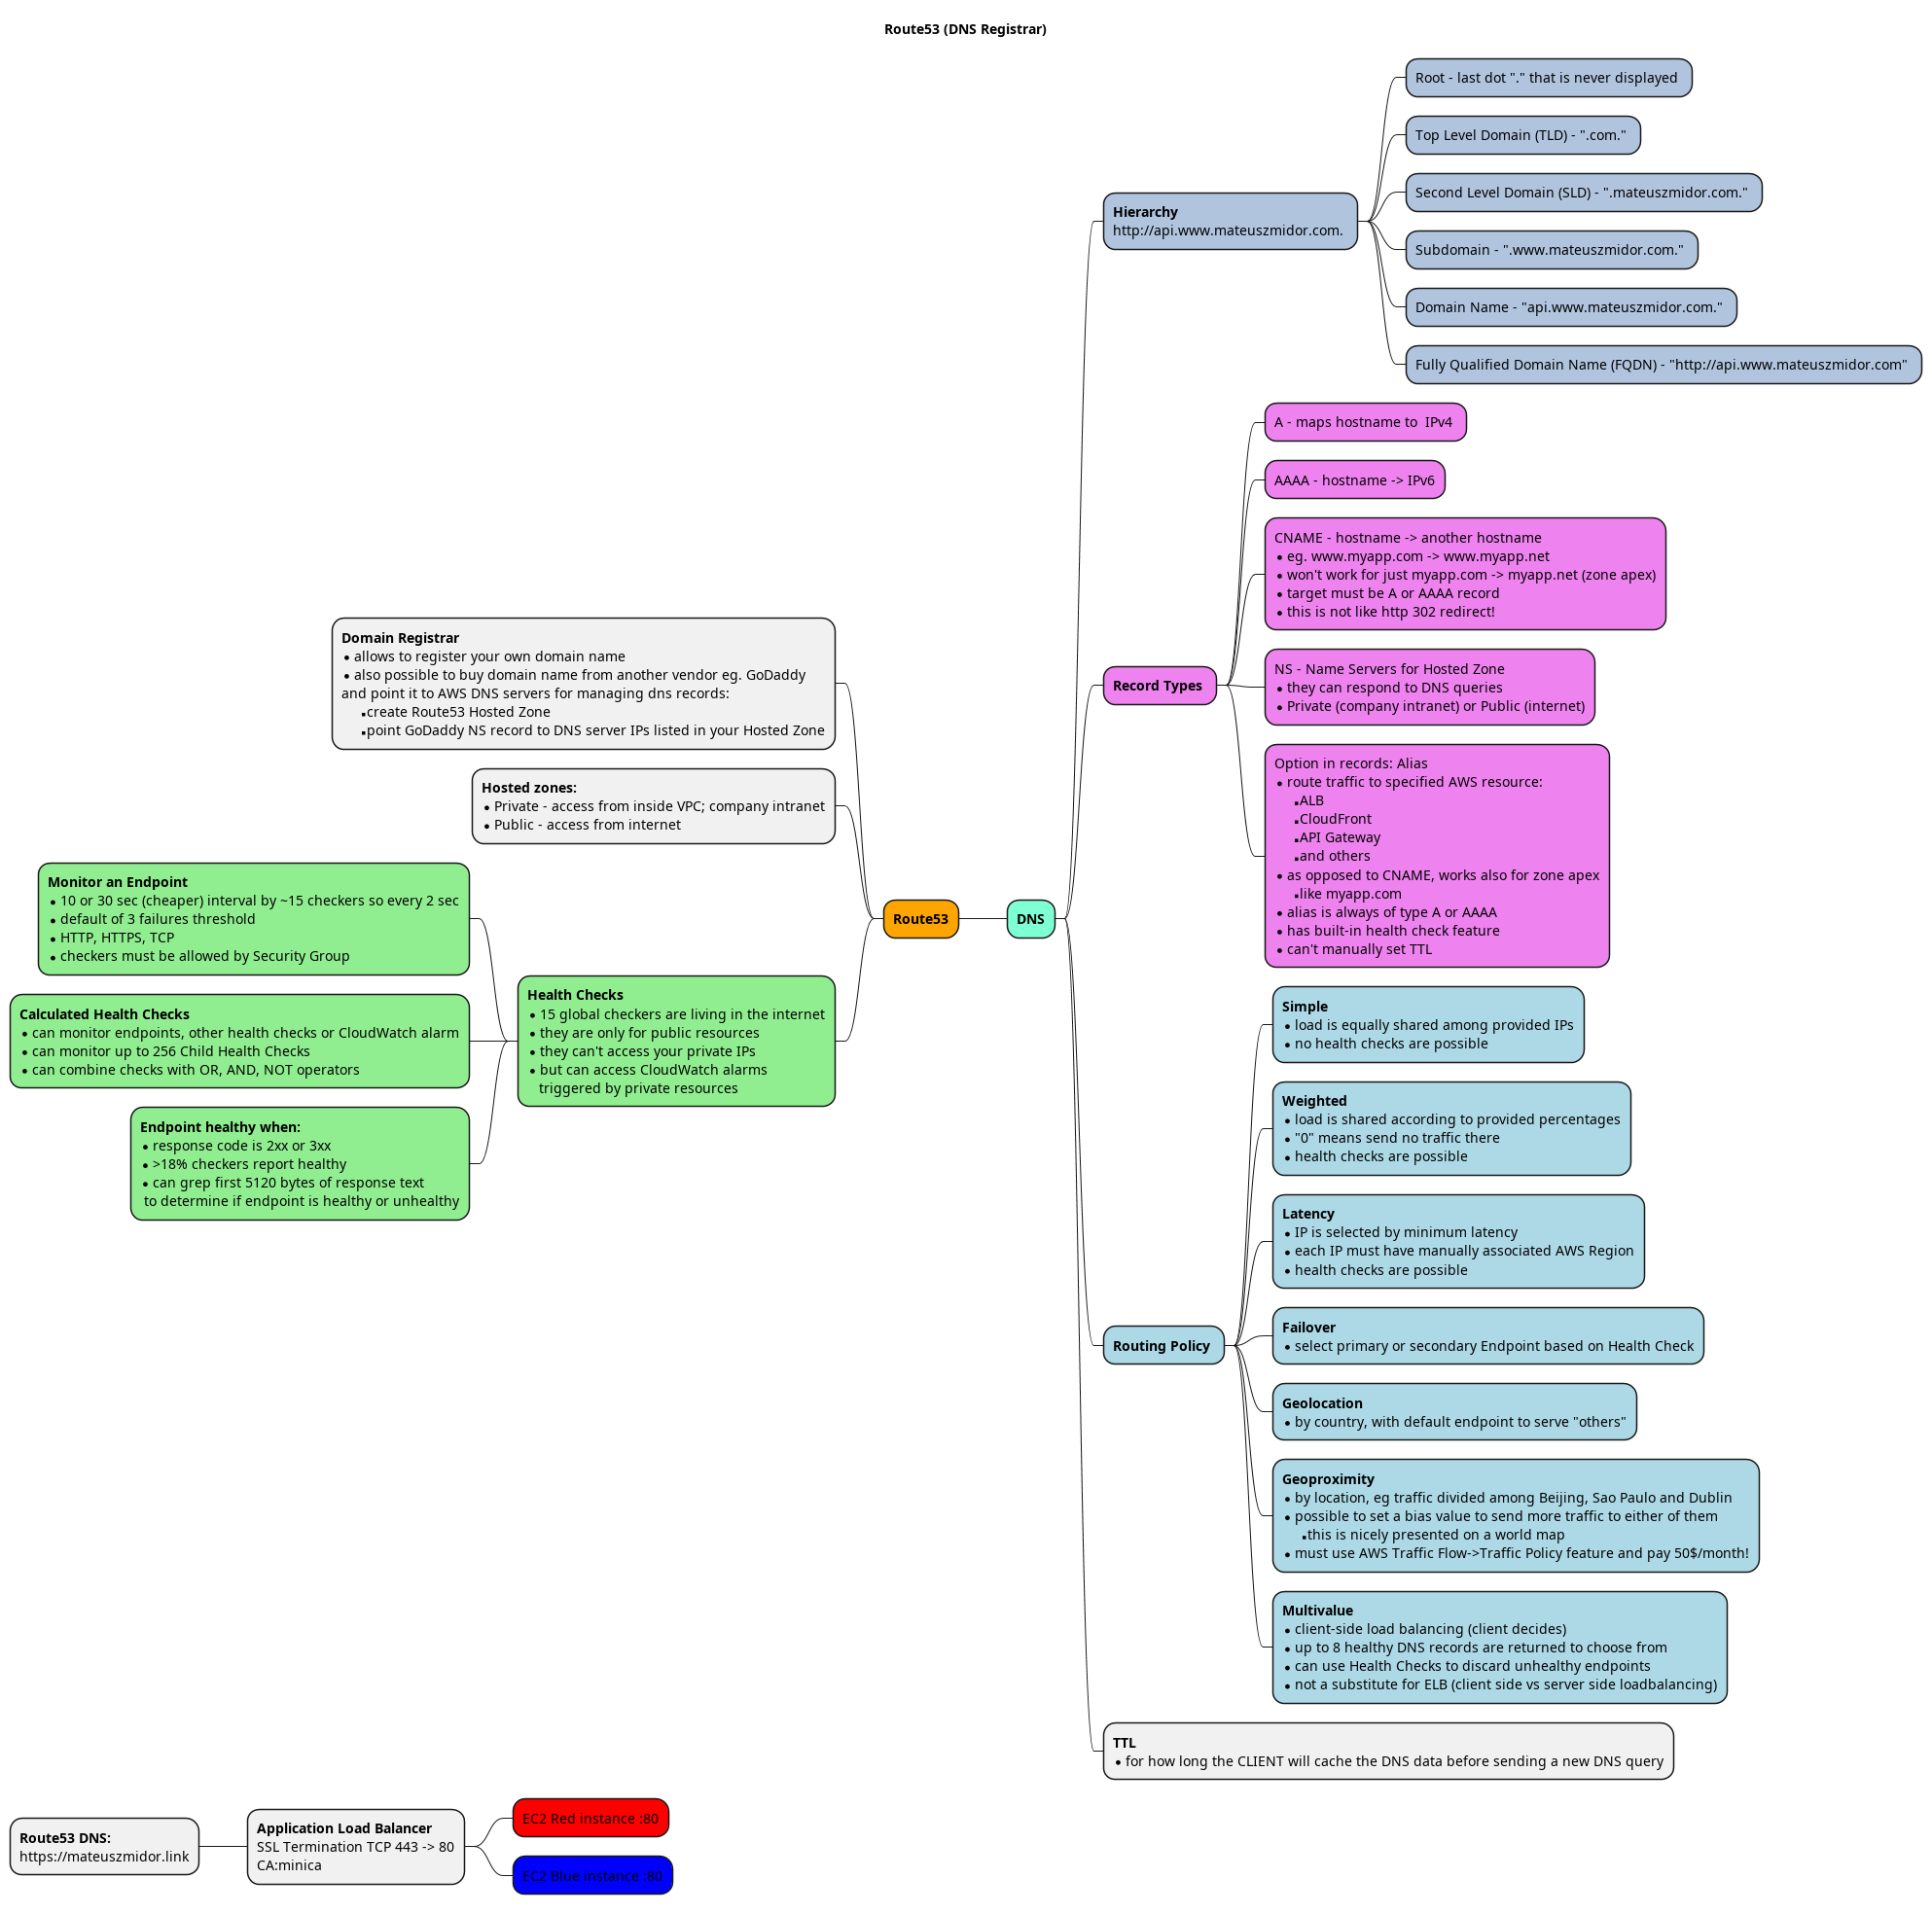 Route53 (DNS Registrar)
Route53
DNS
Hierarchy
http://api.www.mateuszmidor.com.
Root - last dot "." that is never displayed
Top Level Domain (TLD) - ".com."
Second Level Domain (SLD) - ".mateuszmidor.com."
Subdomain - ".www.mateuszmidor.com."
Domain Name - "api.www.mateuszmidor.com."
Fully Qualified Domain Name (FQDN) - "http://api.www.mateuszmidor.com"
Record Types
A - maps hostname to  IPv4
AAAA - hostname -> IPv6
CNAME - hostname -> another hostname
• eg. www.myapp.com -> www.myapp.net
• won't work for just myapp.com -> myapp.net (zone apex)
• target must be A or AAAA record
• this is not like http 302 redirect!
NS - Name Servers for Hosted Zone
• they can respond to DNS queries
• Private (company intranet) or Public (internet)
Option in records: Alias
• route traffic to specified AWS resource:
▪ALB
▪CloudFront
▪API Gateway
▪and others
• as opposed to CNAME, works also for zone apex
▪like myapp.com
• alias is always of type A or AAAA
• has built-in health check feature
• can't manually set TTL
Routing Policy
Simple
• load is equally shared among provided IPs
• no health checks are possible
Weighted
• load is shared according to provided percentages
• "0" means send no traffic there
• health checks are possible
Latency
• IP is selected by minimum latency
• each IP must have manually associated AWS Region
• health checks are possible
Failover
• select primary or secondary Endpoint based on Health Check
Geolocation
• by country, with default endpoint to serve "others"
Geoproximity
• by location, eg traffic divided among Beijing, Sao Paulo and Dublin
• possible to set a bias value to send more traffic to either of them
▪this is nicely presented on a world map
• must use AWS Traffic Flow->Traffic Policy feature and pay 50$/month!
Multivalue
• client-side load balancing (client decides)
• up to 8 healthy DNS records are returned to choose from
• can use Health Checks to discard unhealthy endpoints
• not a substitute for ELB (client side vs server side loadbalancing)
TTL
• for how long the CLIENT will cache the DNS data before sending a new DNS query
Domain Registrar
• allows to register your own domain name
• also possible to buy domain name from another vendor eg. GoDaddy
and point it to AWS DNS servers for managing dns records:
▪create Route53 Hosted Zone
▪point GoDaddy NS record to DNS server IPs listed in your Hosted Zone
Hosted zones:
• Private - access from inside VPC; company intranet
• Public - access from internet
Health Checks
• 15 global checkers are living in the internet
• they are only for public resources
• they can't access your private IPs
• but can access CloudWatch alarms
triggered by private resources
Monitor an Endpoint
• 10 or 30 sec (cheaper) interval by ~15 checkers so every 2 sec
• default of 3 failures threshold
• HTTP, HTTPS, TCP
• checkers must be allowed by Security Group
Calculated Health Checks
• can monitor endpoints, other health checks or CloudWatch alarm
• can monitor up to 256 Child Health Checks
• can combine checks with OR, AND, NOT operators
Endpoint healthy when:
• response code is 2xx or 3xx
• >18% checkers report healthy
• can grep first 5120 bytes of response text
to determine if endpoint is healthy or unhealthy
Route53 DNS:
https://mateuszmidor.link
Application Load Balancer
SSL Termination TCP 443 -> 80
CA:minica
EC2 Red instance :80
EC2 Blue instance :80